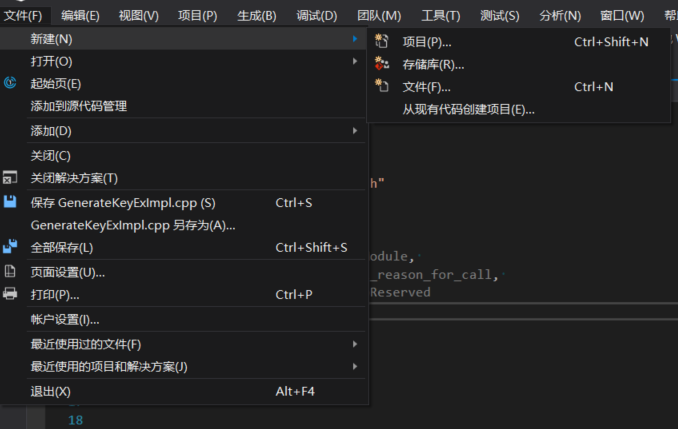 文件(F) 编辑(E) 视图(V) 项目(P) 生成(B) 调试(D) 团队(M) 工具(T) 测试(S) 分析(N) 窗口(W)
新建(N)
项目(P)... Ctrl+Shift+N
打开(O)
存储库(R)...
起始页(E)
文件(F)... Ctrl+N
添加到源代码管理
从现有代码创建项目(E)...
添加(D)
关闭(C)
关闭解决方案(T)
h"
保存 GenerateKeyExImpl.cpp (S) Ctrl+S
GenerateKeyExImpl.cpp 另存为(A)...
全部保存(L) Ctrl+Shift+S
odule,
页面设置(U)...
_reason_for_call,
打印(P)... Ctrl+P
Reserved
帐户设置(I)...
最近使用过的文件(F)
最近使用的项目和解决方案(J)
退出(X) Alt+F4
18